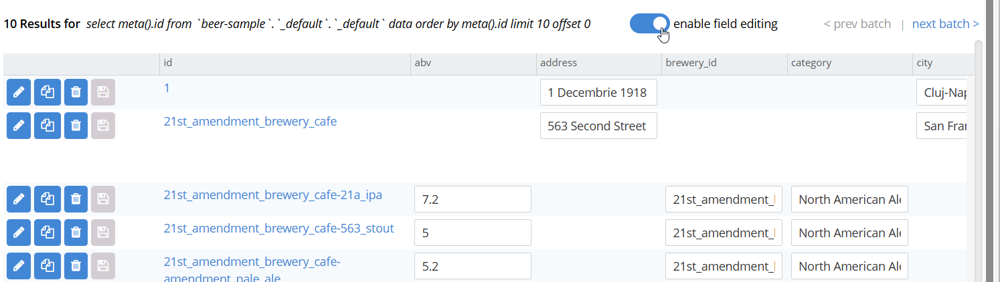 10 Results for select meta().id from `beer-sample`.`_default`.`_default` data order by meta().id limit 10 offset 0 enable field editing < prev batch | next batch >
id abv address brewery_id category city
1 1 Decembrie 1918 Cluj-Nap
21st_amendment_brewery_cafe 563 Second Street San Fran
21st_amendment_brewery_cafe-21a_ipa 7.2 21st_amendment_ North American Ale
21st_amendment_brewery_cafe-563_stout 5 21st_amendment_ North American Ale
21st_amendment_brewery_cafe- 5.2 21st_amendment_ North American Ale
amendment_pale_ale